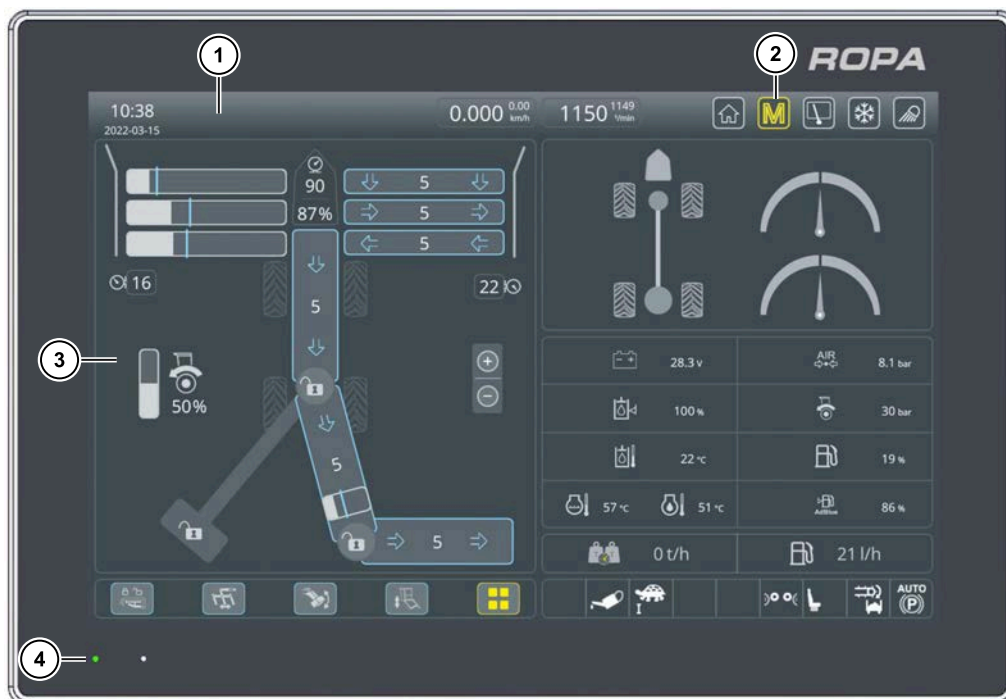 1
2
ROPA
10:38
2022-03-15
0.000 0.00 km/h
1150 1149 1/min
M
90
87%
5
5
5
16
22
5
3
50%
5
5
28.3 v
AIR
8.1 bar
100 %
30 bar
22 °C
19 %
57 °C
51 °C
AdBlue
86 %
0 t/h
21 l/h
I
AUTO
(P)
4